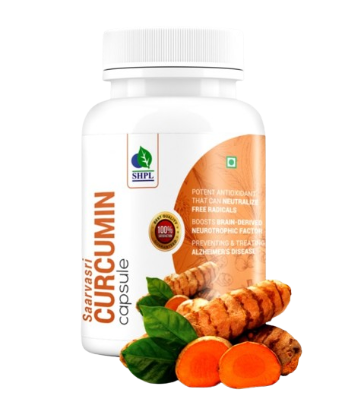 SHPL
Saarvasri
CURCUMIN
capsule
100%
POTENT ANTIOXIDANT
THAT CAN NEUTRALIZE
FREE RADICALS
BOOSTS BRAIN-DERIVED
NEUROTROPHIC FACTOR
PREVENTING & TREATING
ALZHEIMER'S DISEASE